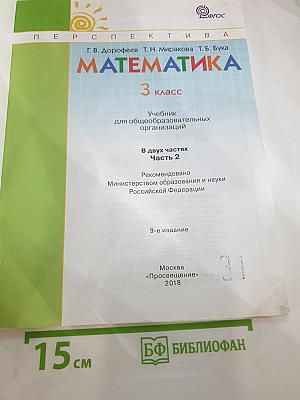 ФГОС
ПЕРСПЕКТИВА
Г. В. Дорофеев Т. Н. Миракова Т. Б. Бука
МАТЕМАТИКА
3 класс
Учебник
для общеобразовательных
организаций
В двух частях
Часть 2
Рекомендовано
Министерством образования и науки
Российской Федерации
9-е издание
Москва
«Просвещение»
2018
31
15 см
БФ БИБЛИОФАН